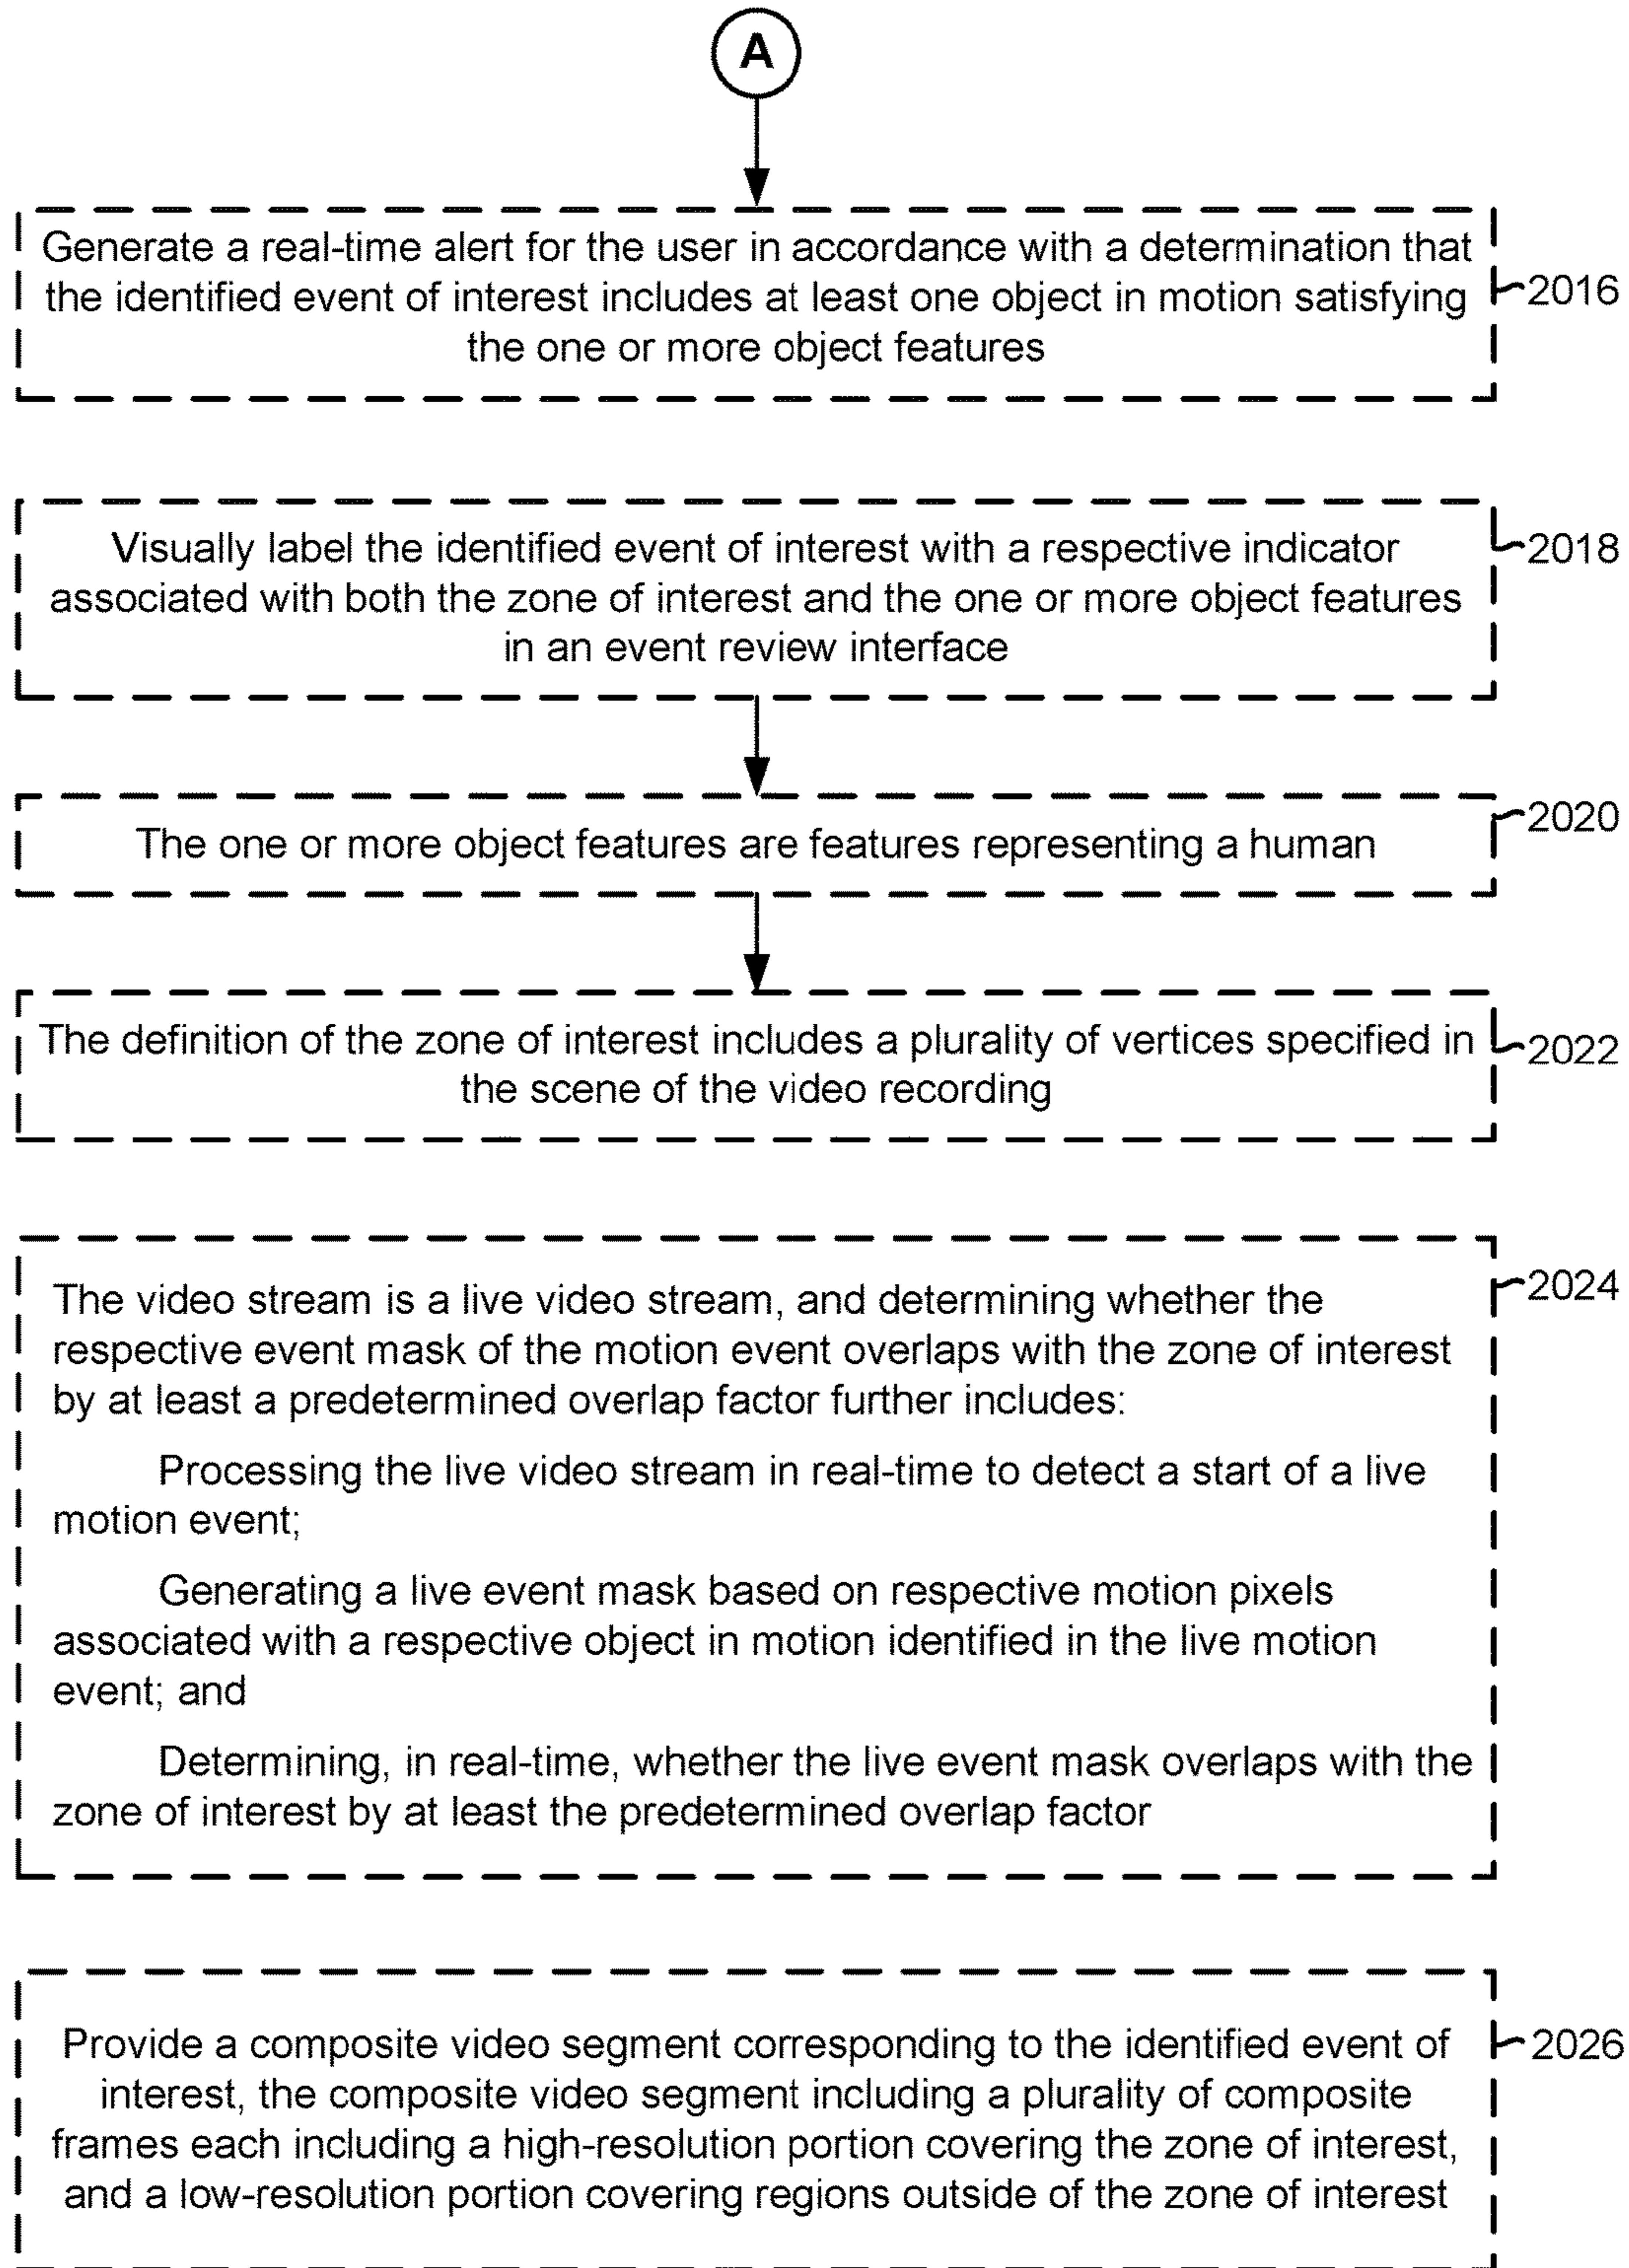 A
Generate a real-time alert for the user in accordance with a determination that
the identified event of interest includes at least one object in motion satisfying
the one or more object features
2016
Visually label the identified event of interest with a respective indicator
associated with both the zone of interest and the one or more object features
in an event review interface
2018
The one or more object features are features representing a human
2020
The definition of the zone of interest includes a plurality of vertices specified in
the scene of the video recording
2022
The video stream is a live video stream, and determining whether the
respective event mask of the motion event overlaps with the zone of interest
by at least a predetermined overlap factor further includes:
Processing the live video stream in real-time to detect a start of a live
motion event;
Generating a live event mask based on respective motion pixels
associated with a respective object in motion identified in the live motion
event; and
Determining, in real-time, whether the live event mask overlaps with the
zone of interest by at least the predetermined overlap factor
2024
Provide a composite video segment corresponding to the identified event of
interest, the composite video segment including a plurality of composite
frames each including a high-resolution portion covering the zone of interest,
and a low-resolution portion covering regions outside of the zone of interest
2026